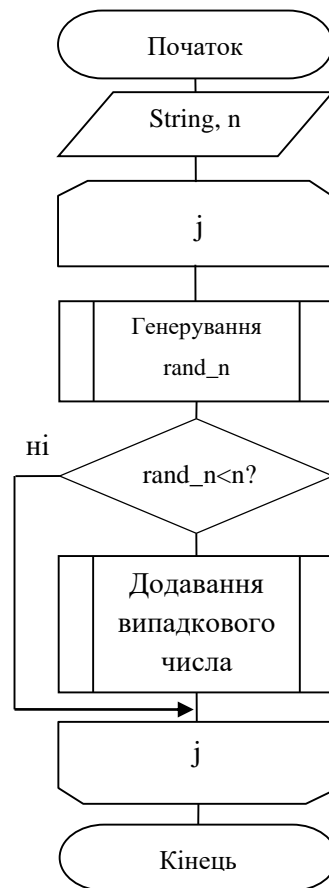 Початок
String, n
j
Генерування
rand_n
ні
rand_n<n?
Додавання
випадкового
числа
j
Кінець